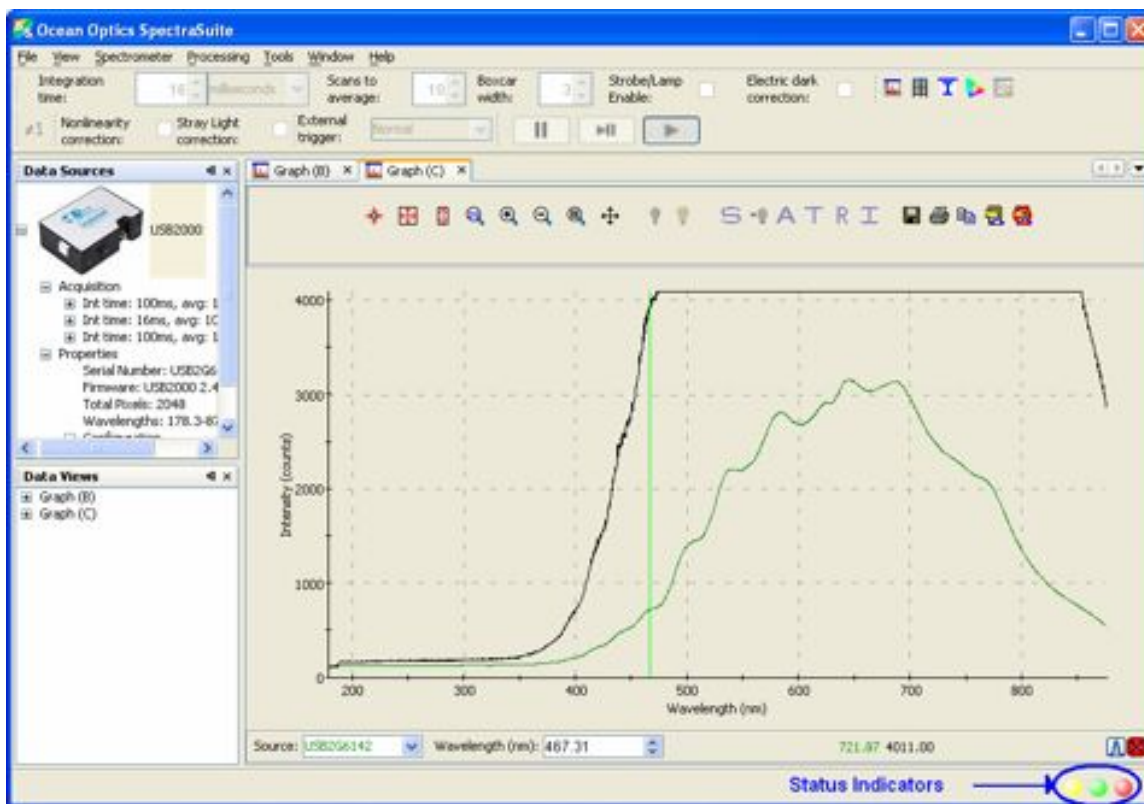 Ocean Optics SpectraSuite
File View Spectrometer Processing Tools Window Help
Integration time: 16 milliseconds Scans to average: 10 Boxcar width: 3 Strobe/Lamp Enable: Electric dark correction:
Nonlinearity correction: Stray Light correction: External trigger: Normal
Data Sources
Graph (B) Graph (C)
USB2000
S A T R I
Acquisition
Int time: 100ms, avg: 1
Int time: 16ms, avg: 1C
Int time: 100ms, avg: 1
Properties
Serial Number: USB2G6
Firmware: USB2000 2.4
Total Pixels: 2048
Wavelengths: 178.3-87
Configuration
Data Views
Graph (B)
Graph (C)
Intensity (counts)
4000
3000
2000
1000
0
200 300 400 500 600 700 800
Wavelength (nm)
Source: USB2G6142 Wavelength (nm): 467.31 721.87 4011.00
Status Indicators